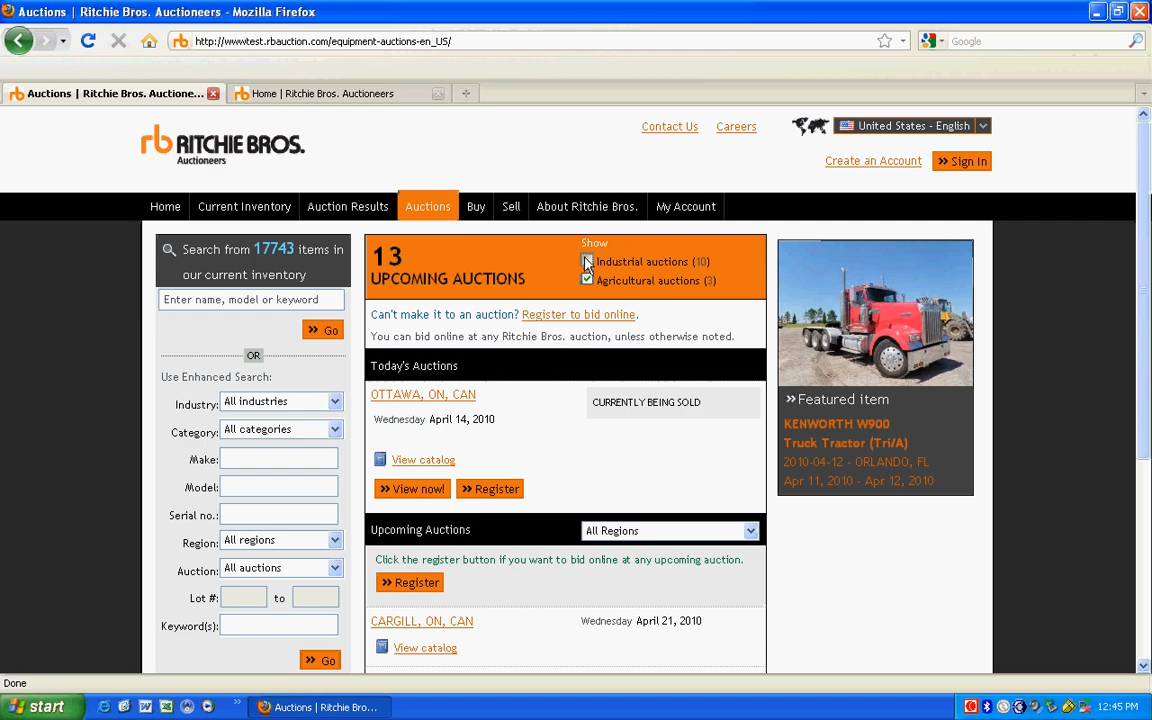 Auctions | Ritchie Bros. Auctioneers - Mozilla Firefox
http://wwwtest.rbauction.com/equipment-auctions-en_US/
Google
Auctions | Ritchie Bros. Auctione...
Home | Ritchie Bros. Auctioneers
rb RITCHIE BROS.
Auctioneers
Contact Us
Careers
United States - English
Create an Account
Sign In
Home
Current Inventory
Auction Results
Auctions
Buy
Sell
About Ritchie Bros.
My Account
Search from 17743 items in
our current inventory
Enter name, model or keyword
Go
OR
Use Enhanced Search:
Industry: All industries
Category: All categories
Make:
Model:
Serial no.:
Region: All regions
Auction: All auctions
Lot #: to
Keyword(s):
Go
13
UPCOMING AUCTIONS
Show
Industrial auctions (10)
Agricultural auctions (3)
Can't make it to an auction? Register to bid online.
You can bid online at any Ritchie Bros. auction, unless otherwise noted.
Today's Auctions
OTTAWA, ON, CAN
CURRENTLY BEING SOLD
Wednesday April 14, 2010
View catalog
View now!
Register
Upcoming Auctions
All Regions
Click the register button if you want to bid online at any upcoming auction.
Register
CARGILL, ON, CAN
Wednesday April 21, 2010
View catalog
Featured item
KENWORTH W900
Truck Tractor (Tri/A)
2010-04-12 - ORLANDO, FL
Apr 11, 2010 - Apr 12, 2010
Done
start
Auctions | Ritchie Bro...
12:45 PM